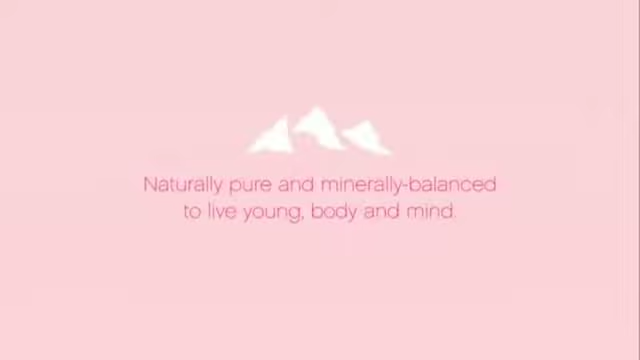 Naturally pure and minerally-balanced
to live young, body and mind.